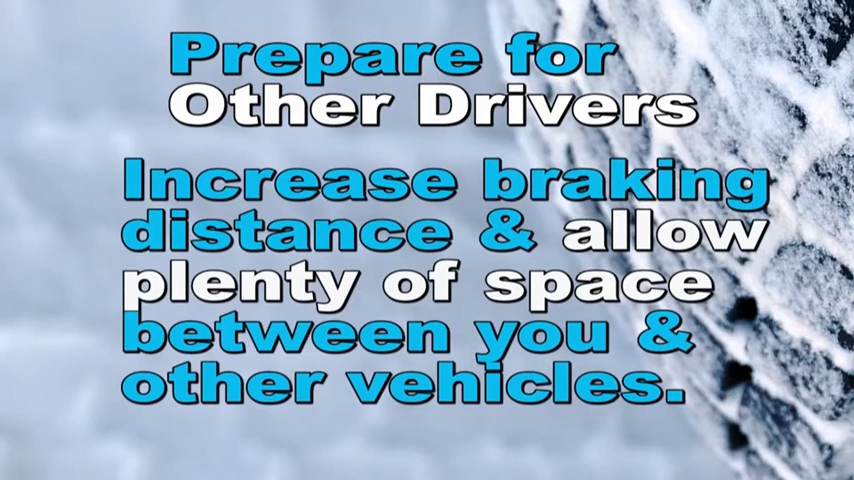 Prepare for
Other Drivers
Increase braking
distance & allow
plenty of space
between you &
other vehicles.